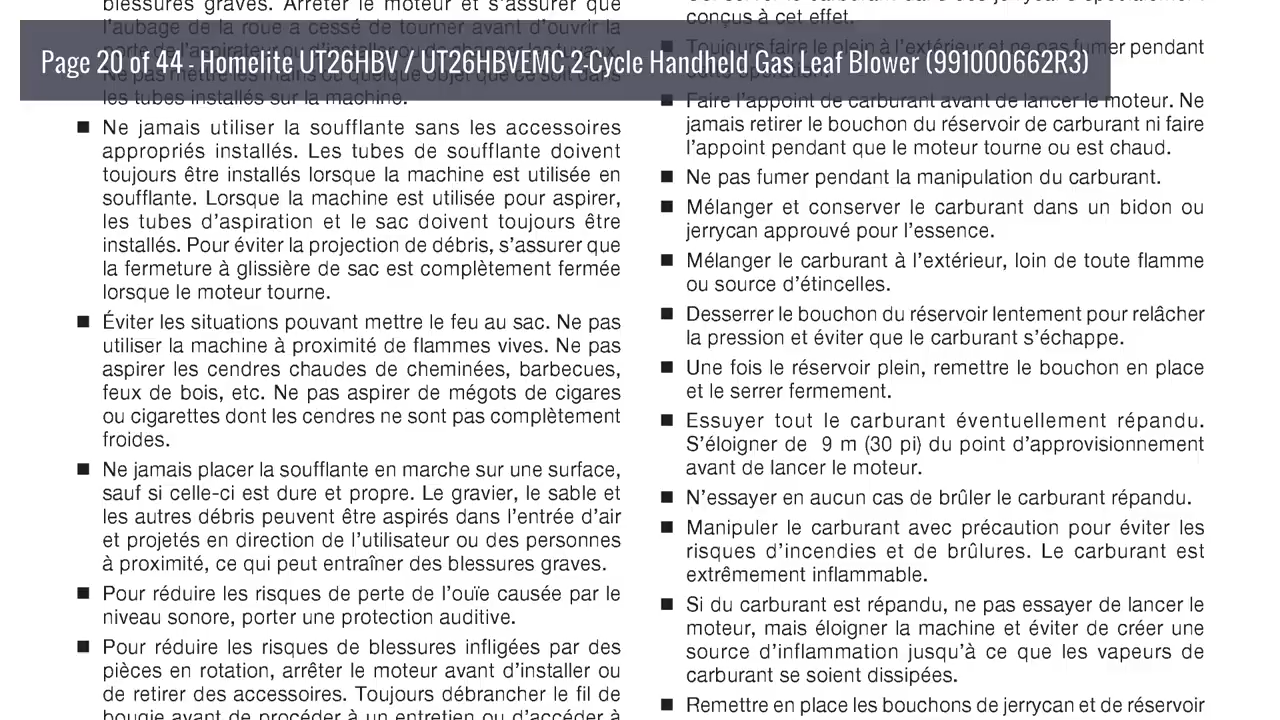 blessures graves. Arrêter le moteur et s'assurer que
l'aubage de la roue a cessé de tourner avant d'ouvrir la
Page 20 of 44 - Homelite UT26HBV / UT26HBVEMC 2-Cycle Handheld Gas Leaf Blower (991000662R3)
les tubes installés sur la machine.
■ Ne jamais utiliser la soufflante sans les accessoires
appropriés installés. Les tubes de soufflante doivent
toujours être installés lorsque la machine est utilisée en
soufflante. Lorsque la machine est utilisée pour aspirer,
les tubes d'aspiration et le sac doivent toujours être
installés. Pour éviter la projection de débris, s'assurer que
la fermeture à glissière de sac est complètement fermée
lorsque le moteur tourne.
■ Éviter les situations pouvant mettre le feu au sac. Ne pas
utiliser la machine à proximité de flammes vives. Ne pas
aspirer les cendres chaudes de cheminées, barbecues,
feux de bois, etc. Ne pas aspirer de mégots de cigares
ou cigarettes dont les cendres ne sont pas complètement
froides.
■ Ne jamais placer la soufflante en marche sur une surface,
sauf si celle-ci est dure et propre. Le gravier, le sable et
les autres débris peuvent être aspirés dans l'entrée d'air
et projetés en direction de l'utilisateur ou des personnes
à proximité, ce qui peut entraîner des blessures graves.
■ Pour réduire les risques de perte de l'ouïe causée par le
niveau sonore, porter une protection auditive.
■ Pour réduire les risques de blessures infligées par des
pièces en rotation, arrêter le moteur avant d'installer ou
de retirer des accessoires. Toujours débrancher le fil de
bougie avant de procéder à un entretien ou d'accéder à
conçus à cet effet.
■ Toujours faire le plein à l'extérieur et ne pas fumer pendant
■ Faire l'appoint de carburant avant de lancer le moteur. Ne
jamais retirer le bouchon du réservoir de carburant ni faire
l'appoint pendant que le moteur tourne ou est chaud.
■ Ne pas fumer pendant la manipulation du carburant.
■ Mélanger et conserver le carburant dans un bidon ou
jerrycan approuvé pour l'essence.
■ Mélanger le carburant à l'extérieur, loin de toute flamme
ou source d'étincelles.
■ Desserrer le bouchon du réservoir lentement pour relâcher
la pression et éviter que le carburant s'échappe.
■ Une fois le réservoir plein, remettre le bouchon en place
et le serrer fermement.
■ Essuyer tout le carburant éventuellement répandu.
S'éloigner de 9 m (30 pi) du point d'approvisionnement
avant de lancer le moteur.
■ N'essayer en aucun cas de brûler le carburant répandu.
■ Manipuler le carburant avec précaution pour éviter les
risques d'incendies et de brûlures. Le carburant est
extrêmement inflammable.
■ Si du carburant est répandu, ne pas essayer de lancer le
moteur, mais éloigner la machine et éviter de créer une
source d'inflammation jusqu'à ce que les vapeurs de
carburant se soient dissipées.
■ Remettre en place les bouchons de jerrycan et de réservoir